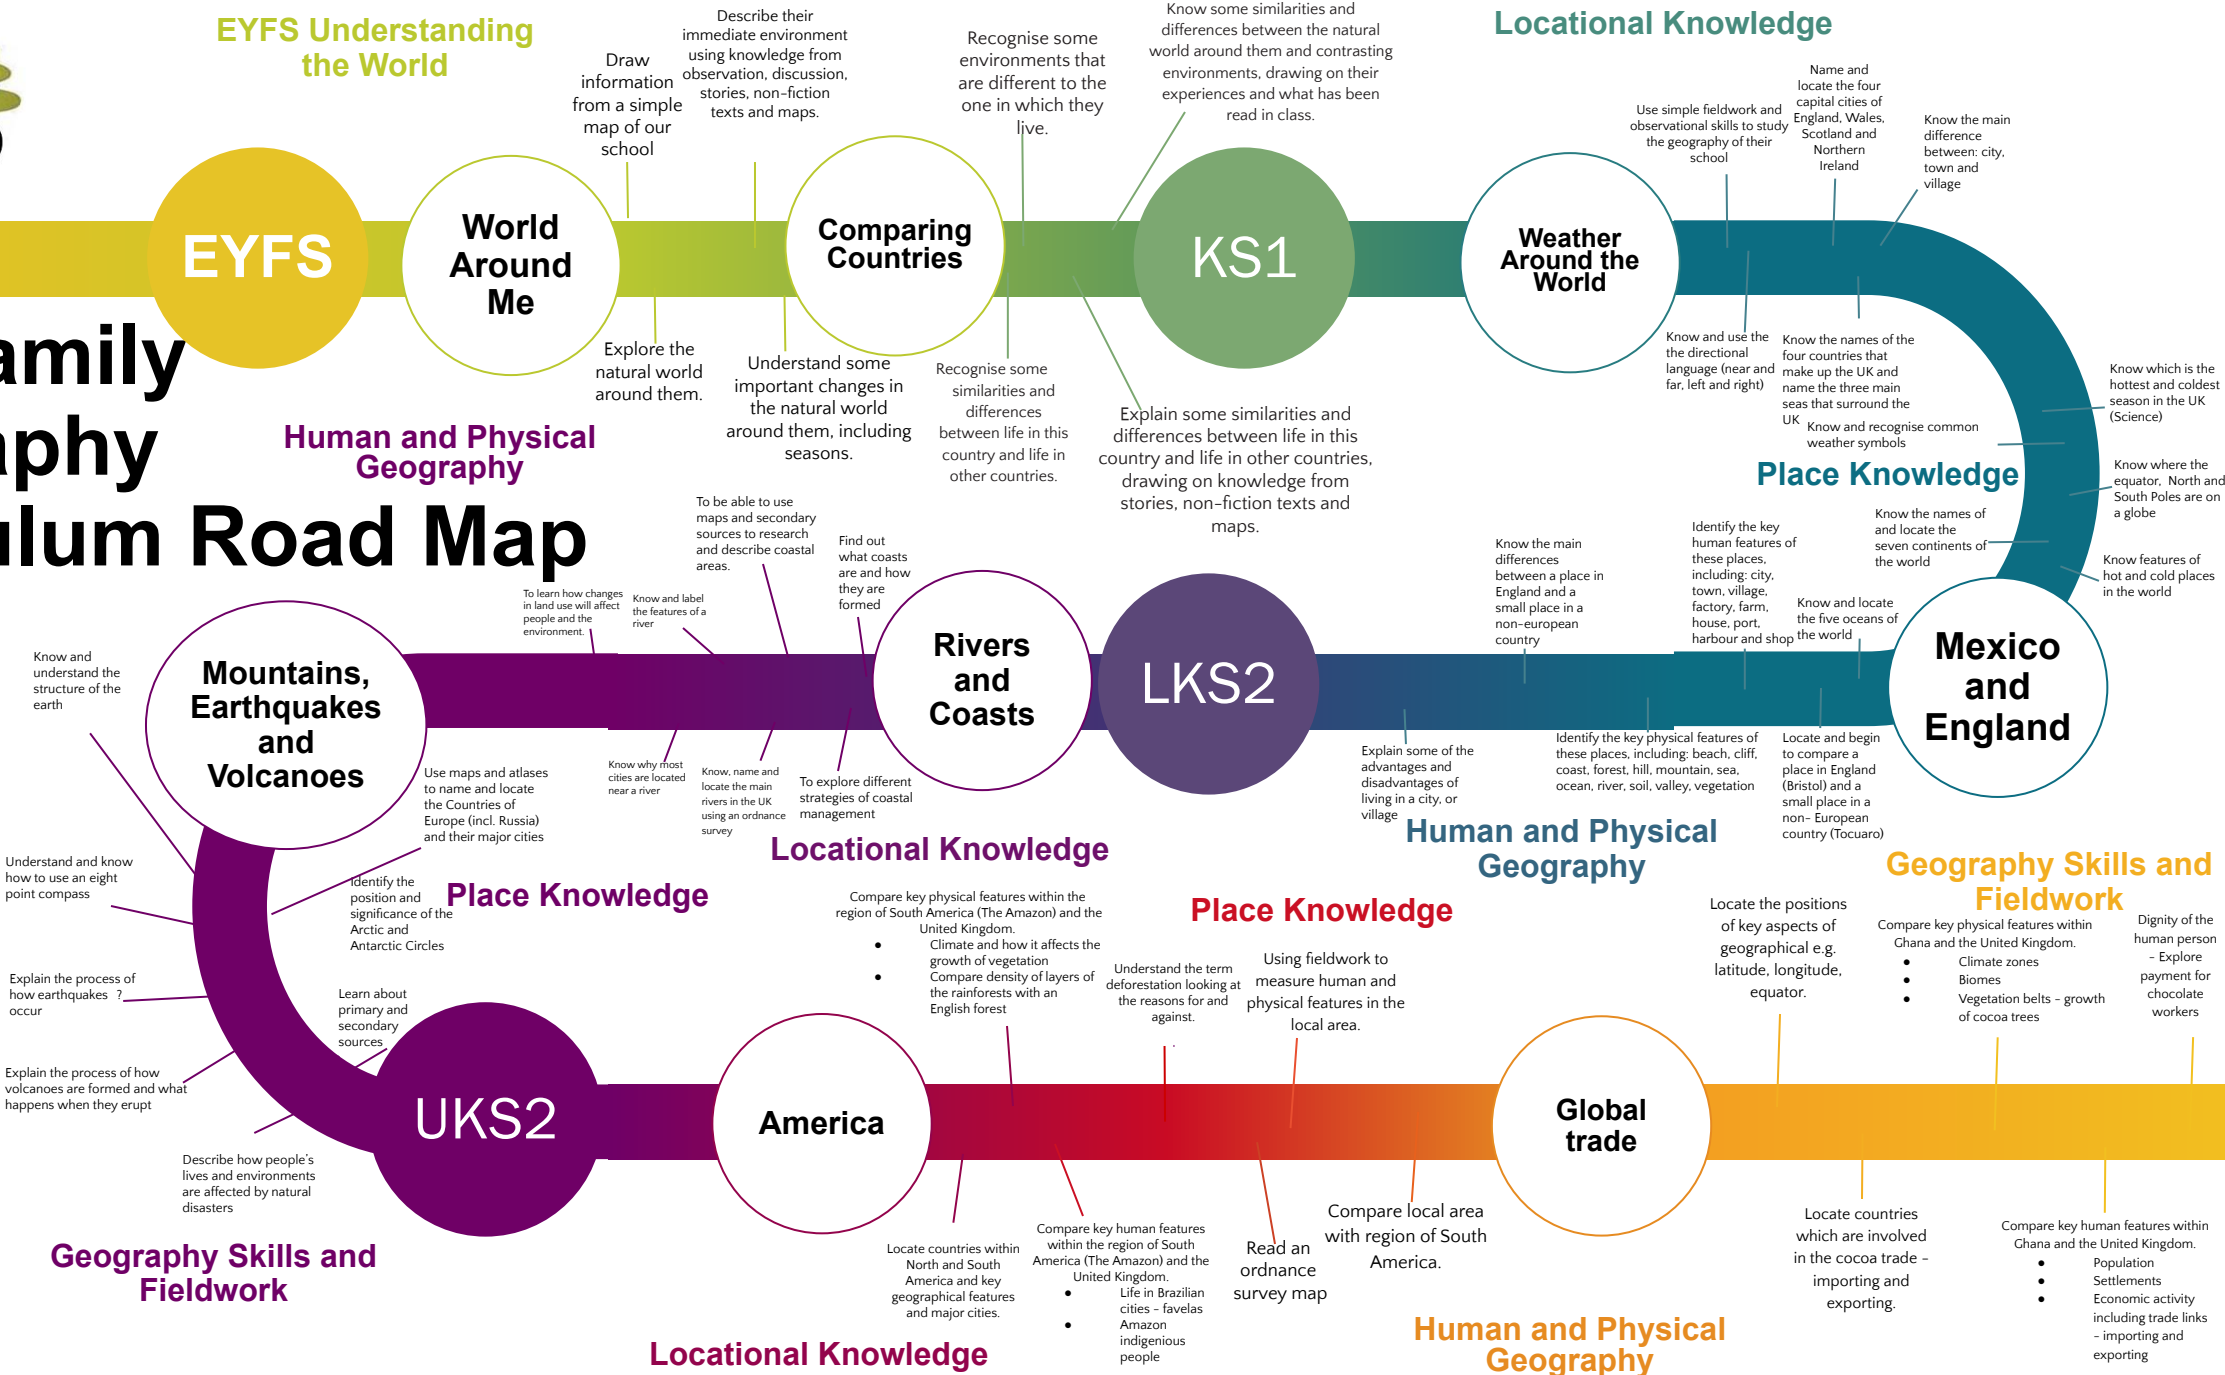 EYFS Understanding
the World
Draw
information
from a simple
map of our
school
Describe their
immediate environment
using knowledge from
observation, discussion,
stories, non-fiction
texts and maps.
Recognise some
environments that
are different to the
one in which they
live.
Know some similarities and
differences between the natural
world around them and contrasting
environments, drawing on their
experiences and what has been
read in class.
Locational Knowledge
Use simple fieldwork and
observational skills to study
the geography of their
school
Name and
locate the four
capital cities of
England, Wales,
Scotland and
Northern
Ireland
Know the main
difference
between: city,
town and
village
EYFS
World
Around
Me
Comparing
Countries
KS1
Weather
Around the
World
amily
aphy
ulum Road Map
Explore the
natural world
around them.
Understand some
important changes in
the natural world
around them, including
seasons.
Recognise some
similarities and
differences
between life in this
country and life in
other countries.
Explain some similarities and
differences between life in this
country and life in other countries,
drawing on knowledge from
stories, non-fiction texts and
maps.
Know and use the
the directional
language (near and
far, left and right)
Know the names of the
four countries that
make up the UK and
name the three main
seas that surround the
UK
Know and recognise common
weather symbols
Know which is the
hottest and coldest
season in the UK
(Science)
Human and Physical
Geography
Place Knowledge
Know where the
equator, North and
South Poles are on
a globe
Know the names of
and locate the
seven continents of
the world
Know features of
hot and cold places
in the world
To learn how changes
in land use will affect
people and the
environment.
Know and label
the features of a
river
To be able to use
maps and secondary
sources to research
and describe coastal
areas.
Find out
what coasts
are and how
they are
formed
Know the main
differences
between a place in
England and a
small place in a
non-european
country
Identify the key
human features of
these places,
including: city,
town, village,
factory, farm,
house, port,
harbour and shop
Know and locate
the five oceans of
the world
Know and
understand the
structure of the
earth
Mountains,
Earthquakes
and
Volcanoes
Rivers
and
Coasts
LKS2
Mexico
and
England
Use maps and atlases
to name and locate
the Countries of
Europe (incl. Russia)
and their major cities
Know why most
cities are located
near a river
Know, name and
locate the main
rivers in the UK
using an ordnance
survey
To explore different
strategies of coastal
management
Explain some of the
advantages and
disadvantages of
living in a city, or
village
Identify the key physical features of
these places, including: beach, cliff,
coast, forest, hill, mountain, sea,
ocean, river, soil, valley, vegetation
Locate and begin
to compare a
place in England
(Bristol) and a
small place in a
non- European
country (Tocuaro)
Locational Knowledge
Human and Physical
Geography
Geography Skills and
Fieldwork
Understand and know
how to use an eight
point compass
Identify the
position and
significance of the
Arctic and
Antarctic Circles
Place Knowledge
Compare key physical features within the
region of South America (The Amazon) and the
United Kingdom.
● Climate and how it affects the
growth of vegetation
● Compare density of layers of
the rainforests with an
English forest
Place Knowledge
Understand the term
deforestation looking at
the reasons for and
against.
.
Using fieldwork to
measure human and
physical features in the
local area.
Locate the positions
of key aspects of
geographical e.g.
latitude, longitude,
equator.
Compare key physical features within
Ghana and the United Kingdom.
● Climate zones
● Biomes
● Vegetation belts - growth
of cocoa trees
Dignity of the
human person
- Explore
payment for
chocolate
workers
Explain the process of
how earthquakes ?
occur
Learn about
primary and
secondary
sources
Explain the process of how
volcanoes are formed and what
happens when they erupt
UKS2
America
Global
trade
Describe how people's
lives and environments
are affected by natural
disasters
Geography Skills and
Fieldwork
Locate countries within
North and South
America and key
geographical features
and major cities.
Compare key human features
within the region of South
America (The Amazon) and the
United Kingdom.
● Life in Brazilian
cities - favelas
● Amazon
indigenious
people
Read an
ordnance
survey map
Compare local area
with region of South
America.
Locate countries
which are involved
in the cocoa trade -
importing and
exporting.
Compare key human features within
Ghana and the United Kingdom.
● Population
● Settlements
● Economic activity
including trade links
- importing and
exporting
Locational Knowledge
Human and Physical
Geography